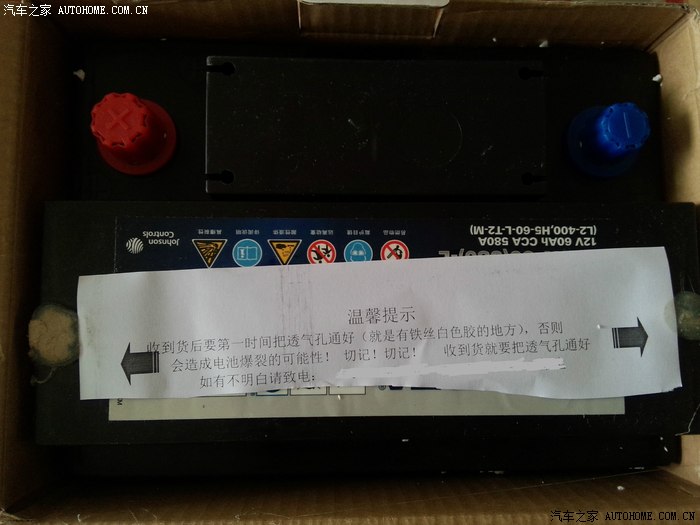 汽车之家 AUTOHOME.COM.CN
Johnson
Controls
12V 60Ah CCA 580A
(L2-400,H5-60-L-T2-M)
温馨提示
收到货后要第一时间把透气孔通好（就是有铁丝白色胶的地方），否则
会造成电池爆裂的可能性！ 切记！切记！ 收到货就要把透气孔通好
如有不明白请致电：
汽车之家 AUTOHOME.COM.CN